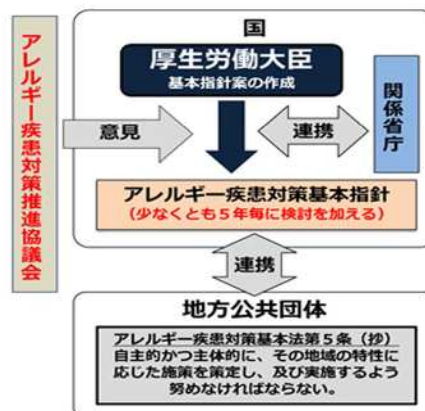 アレルギー疾患対策推進協議会
国
厚生労働大臣
基本指針案の作成
意見
連携
関係省庁
アレルギー疾患対策基本指針
(少なくとも5年毎に検討を加える)
連携
地方公共団体
アレルギー疾患対策基本法第5条(抄)
自主的かつ主体的に、その地域の特性に
応じた施策を策定し、及び実施するよう
努めなければならない。